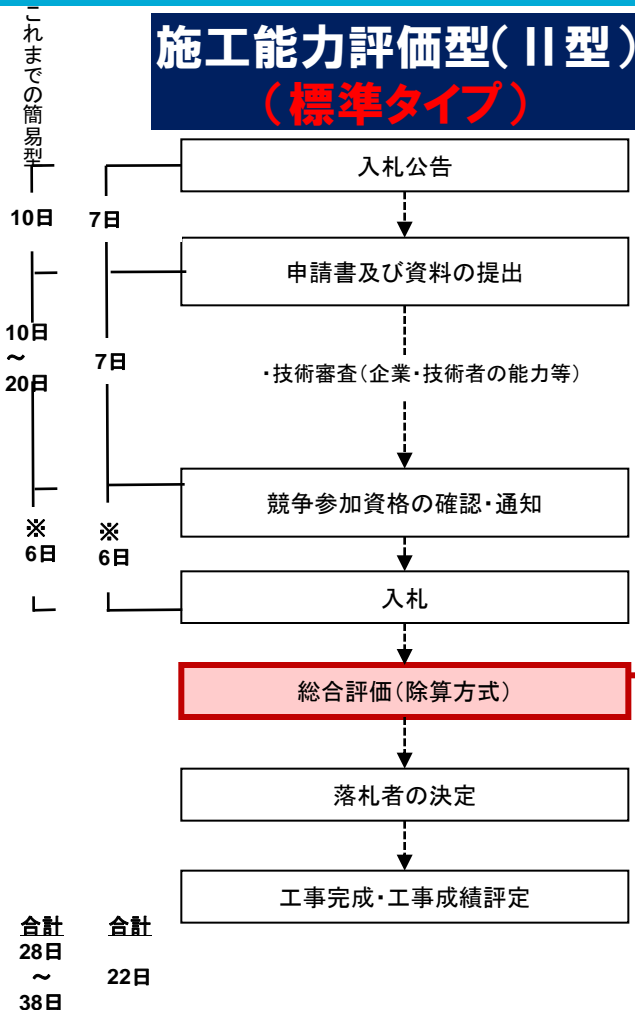 これまでの簡易型
施工能力評価型(Ⅱ型)
(標準タイプ)
入札公告
10日
7日
申請書及び資料の提出
10日
~
20日
7日
・技術審査(企業・技術者の能力等)
競争参加資格の確認・通知
※
6日
※
6日
入札
総合評価(除算方式)
落札者の決定
工事完成・工事成績評定
合計
28日
~
38日
合計
22日